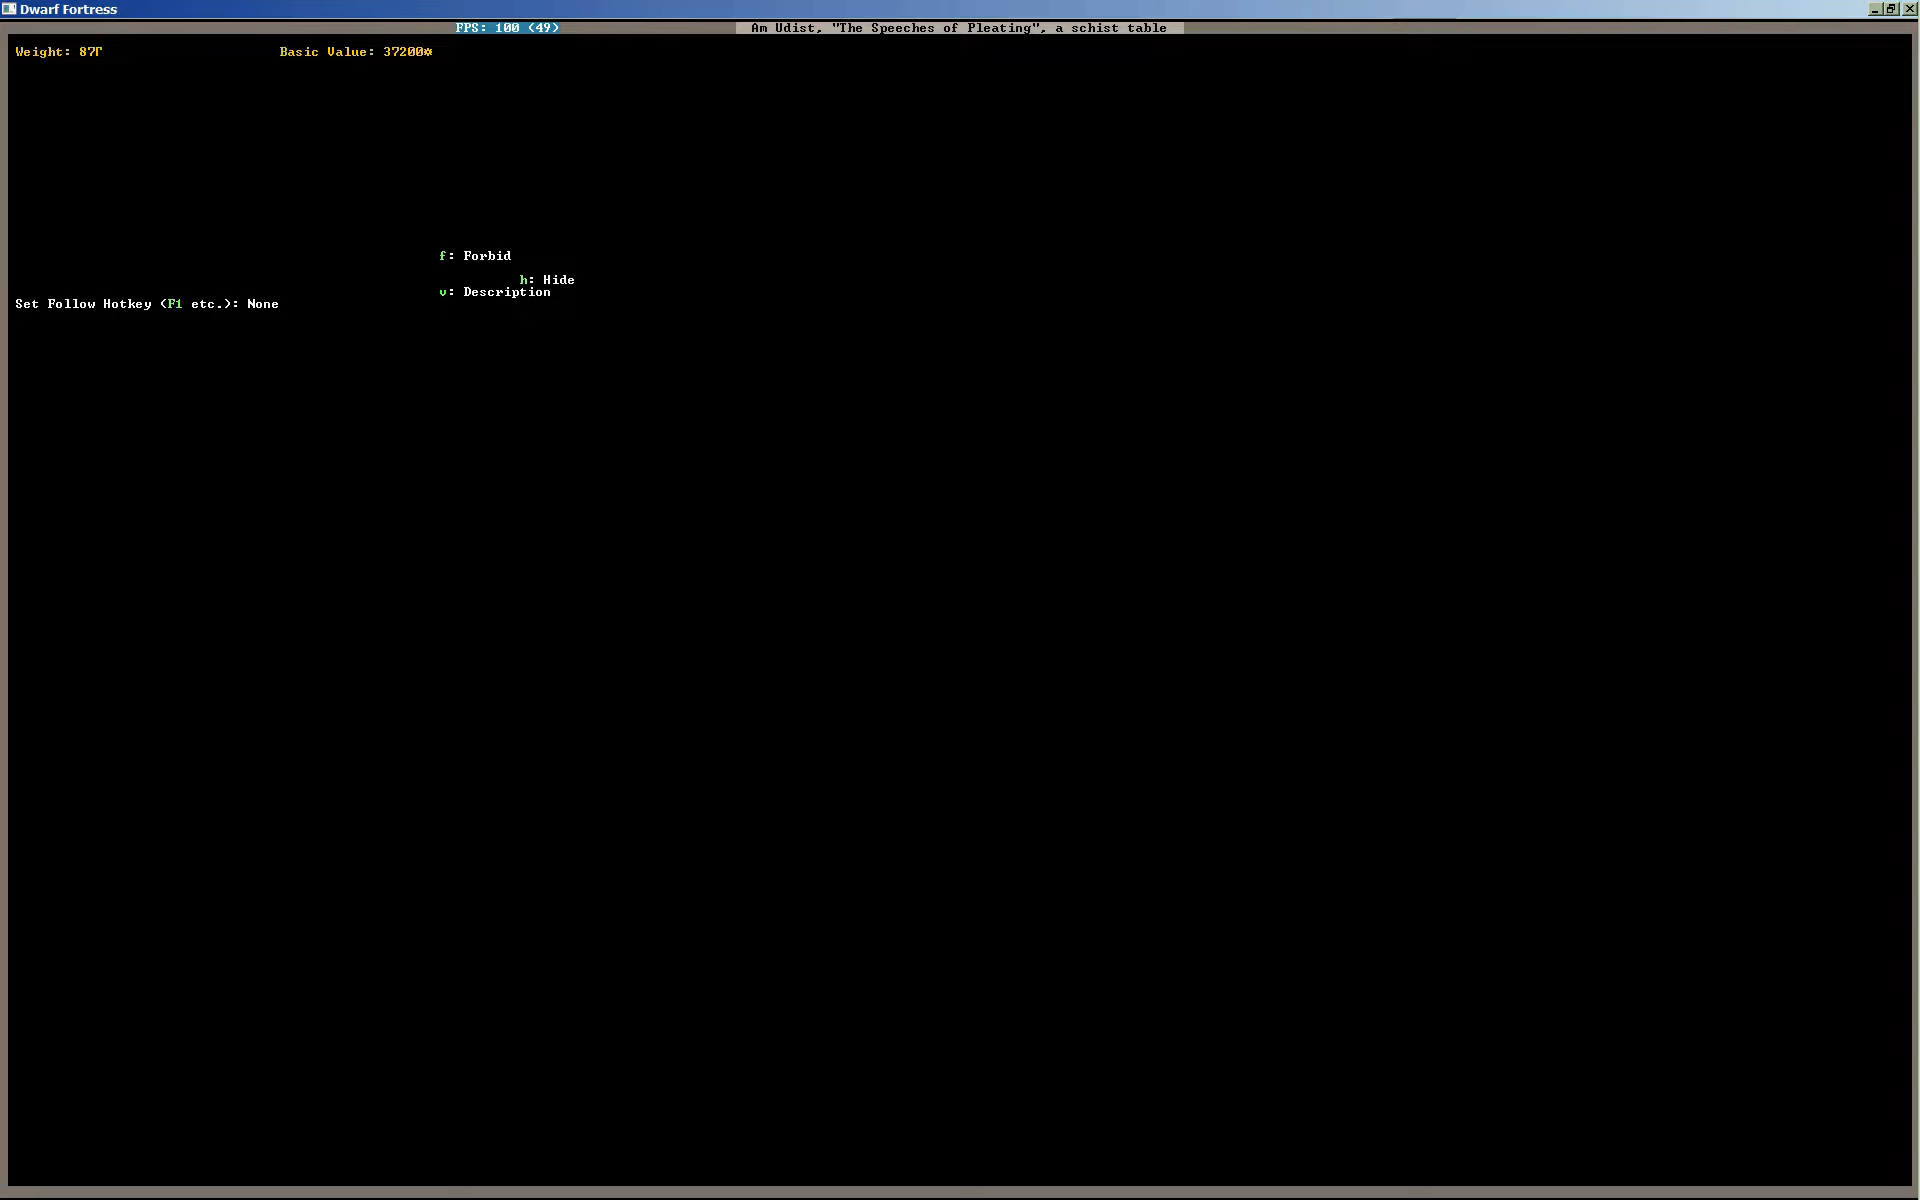 Dwarf Fortress
FPS: 100 (49) Am Udist, "The Speeches of Pleating", a schist table
Weight: 87Γ Basic Value: 37200☼
f: Forbid
h: Hide
v: Description
Set Follow Hotkey (F1 etc.): None